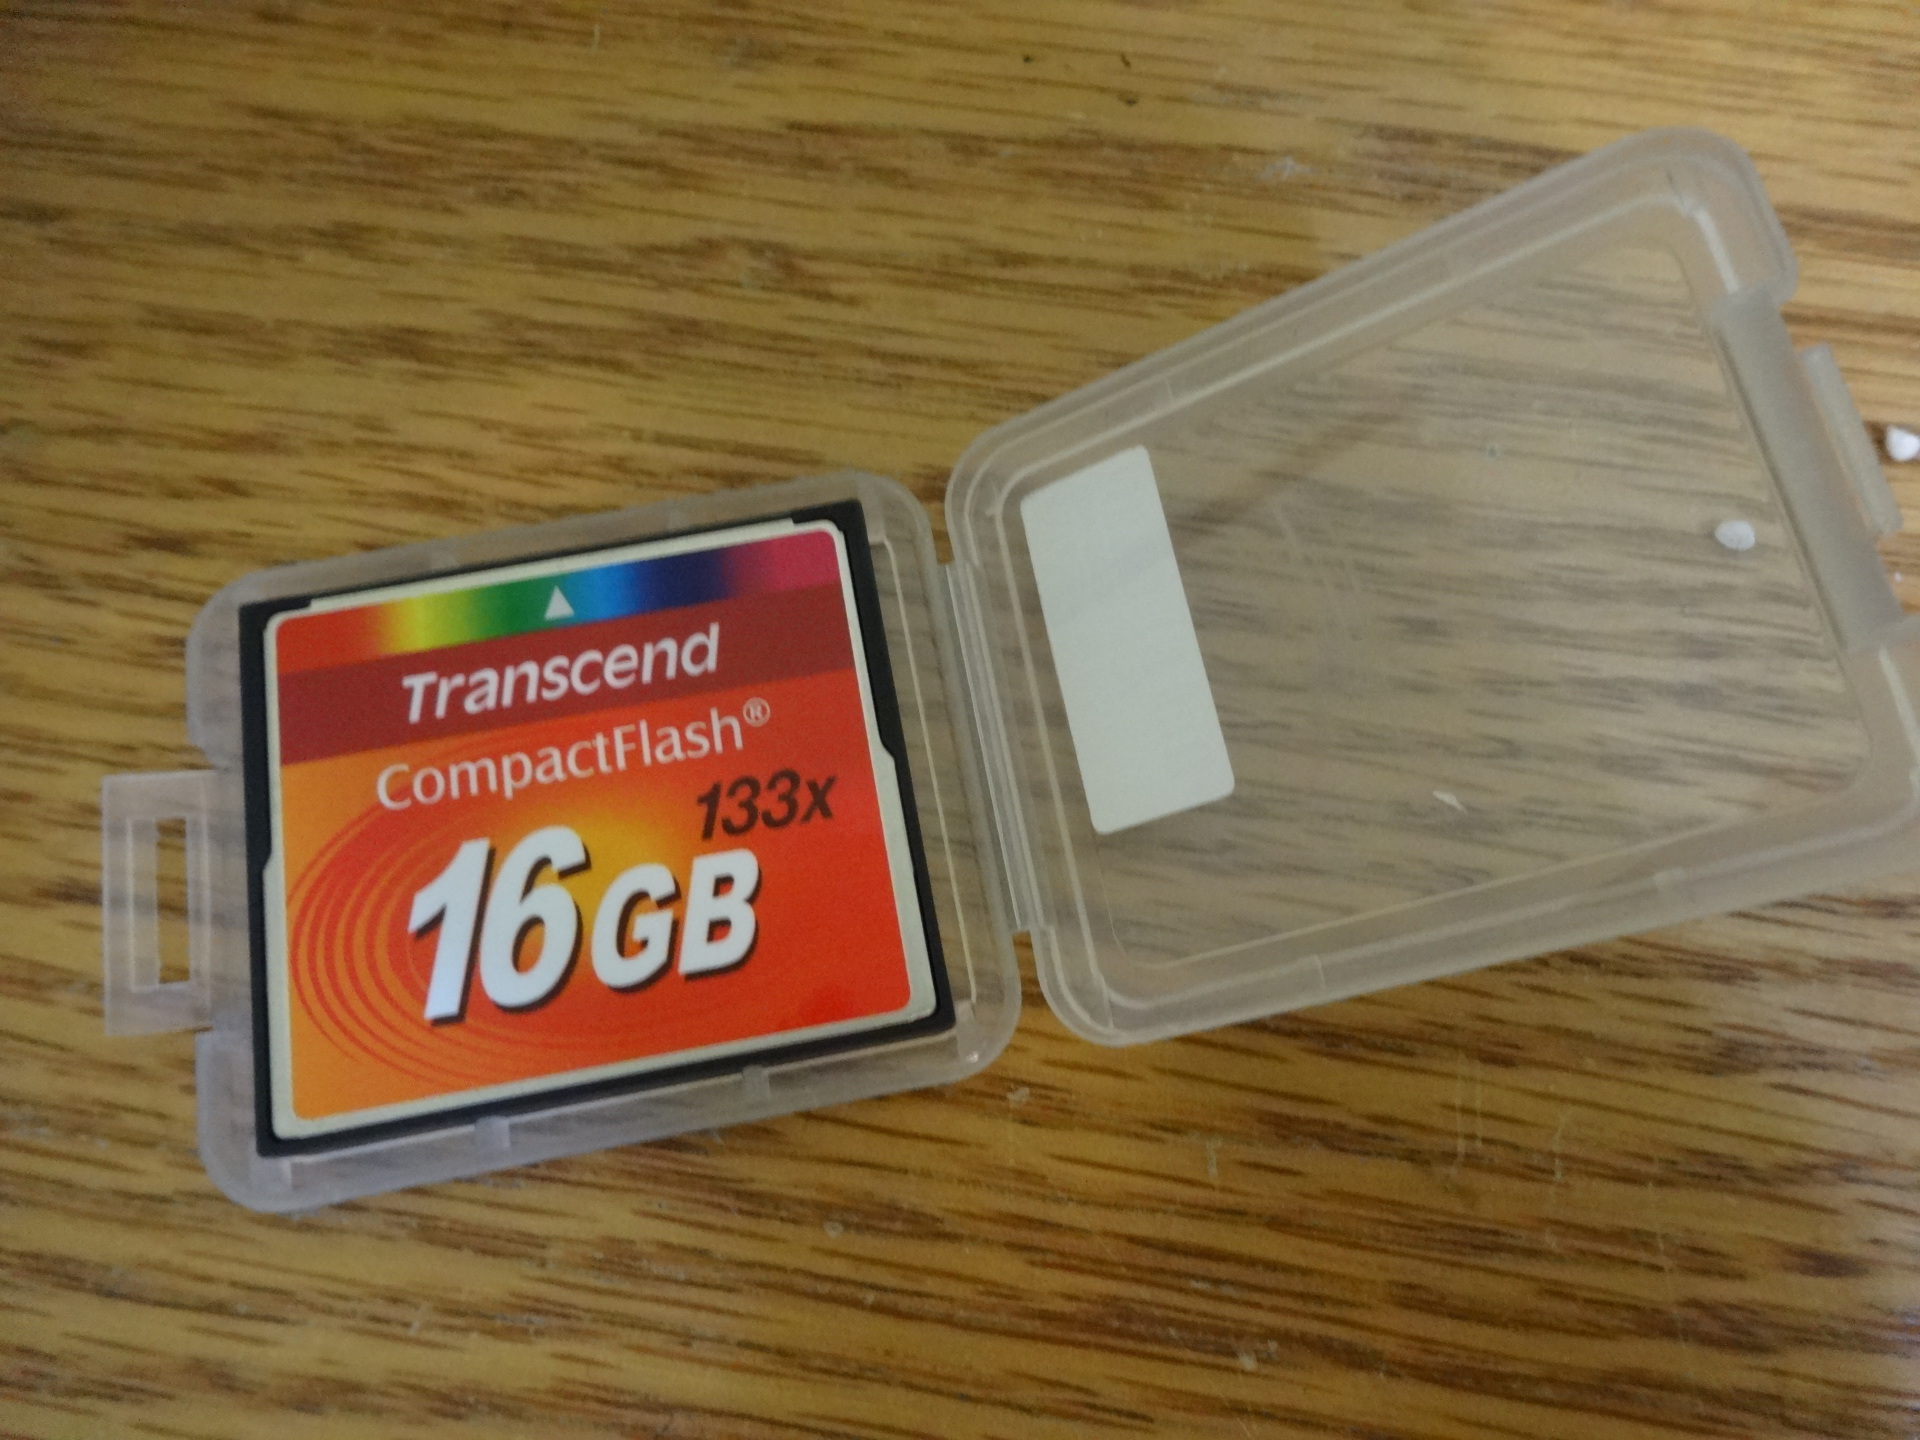 Transcend
CompactFlash®
133x
16GB